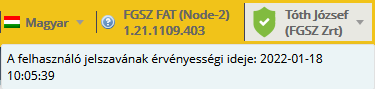 Magyar
FGSZ FAT (Node-2)
1.21.1109.403
Tóth József
(FGSZ Zrt)
A felhasználó jelszavának érvényességi ideje: 2022-01-18
10:05:39